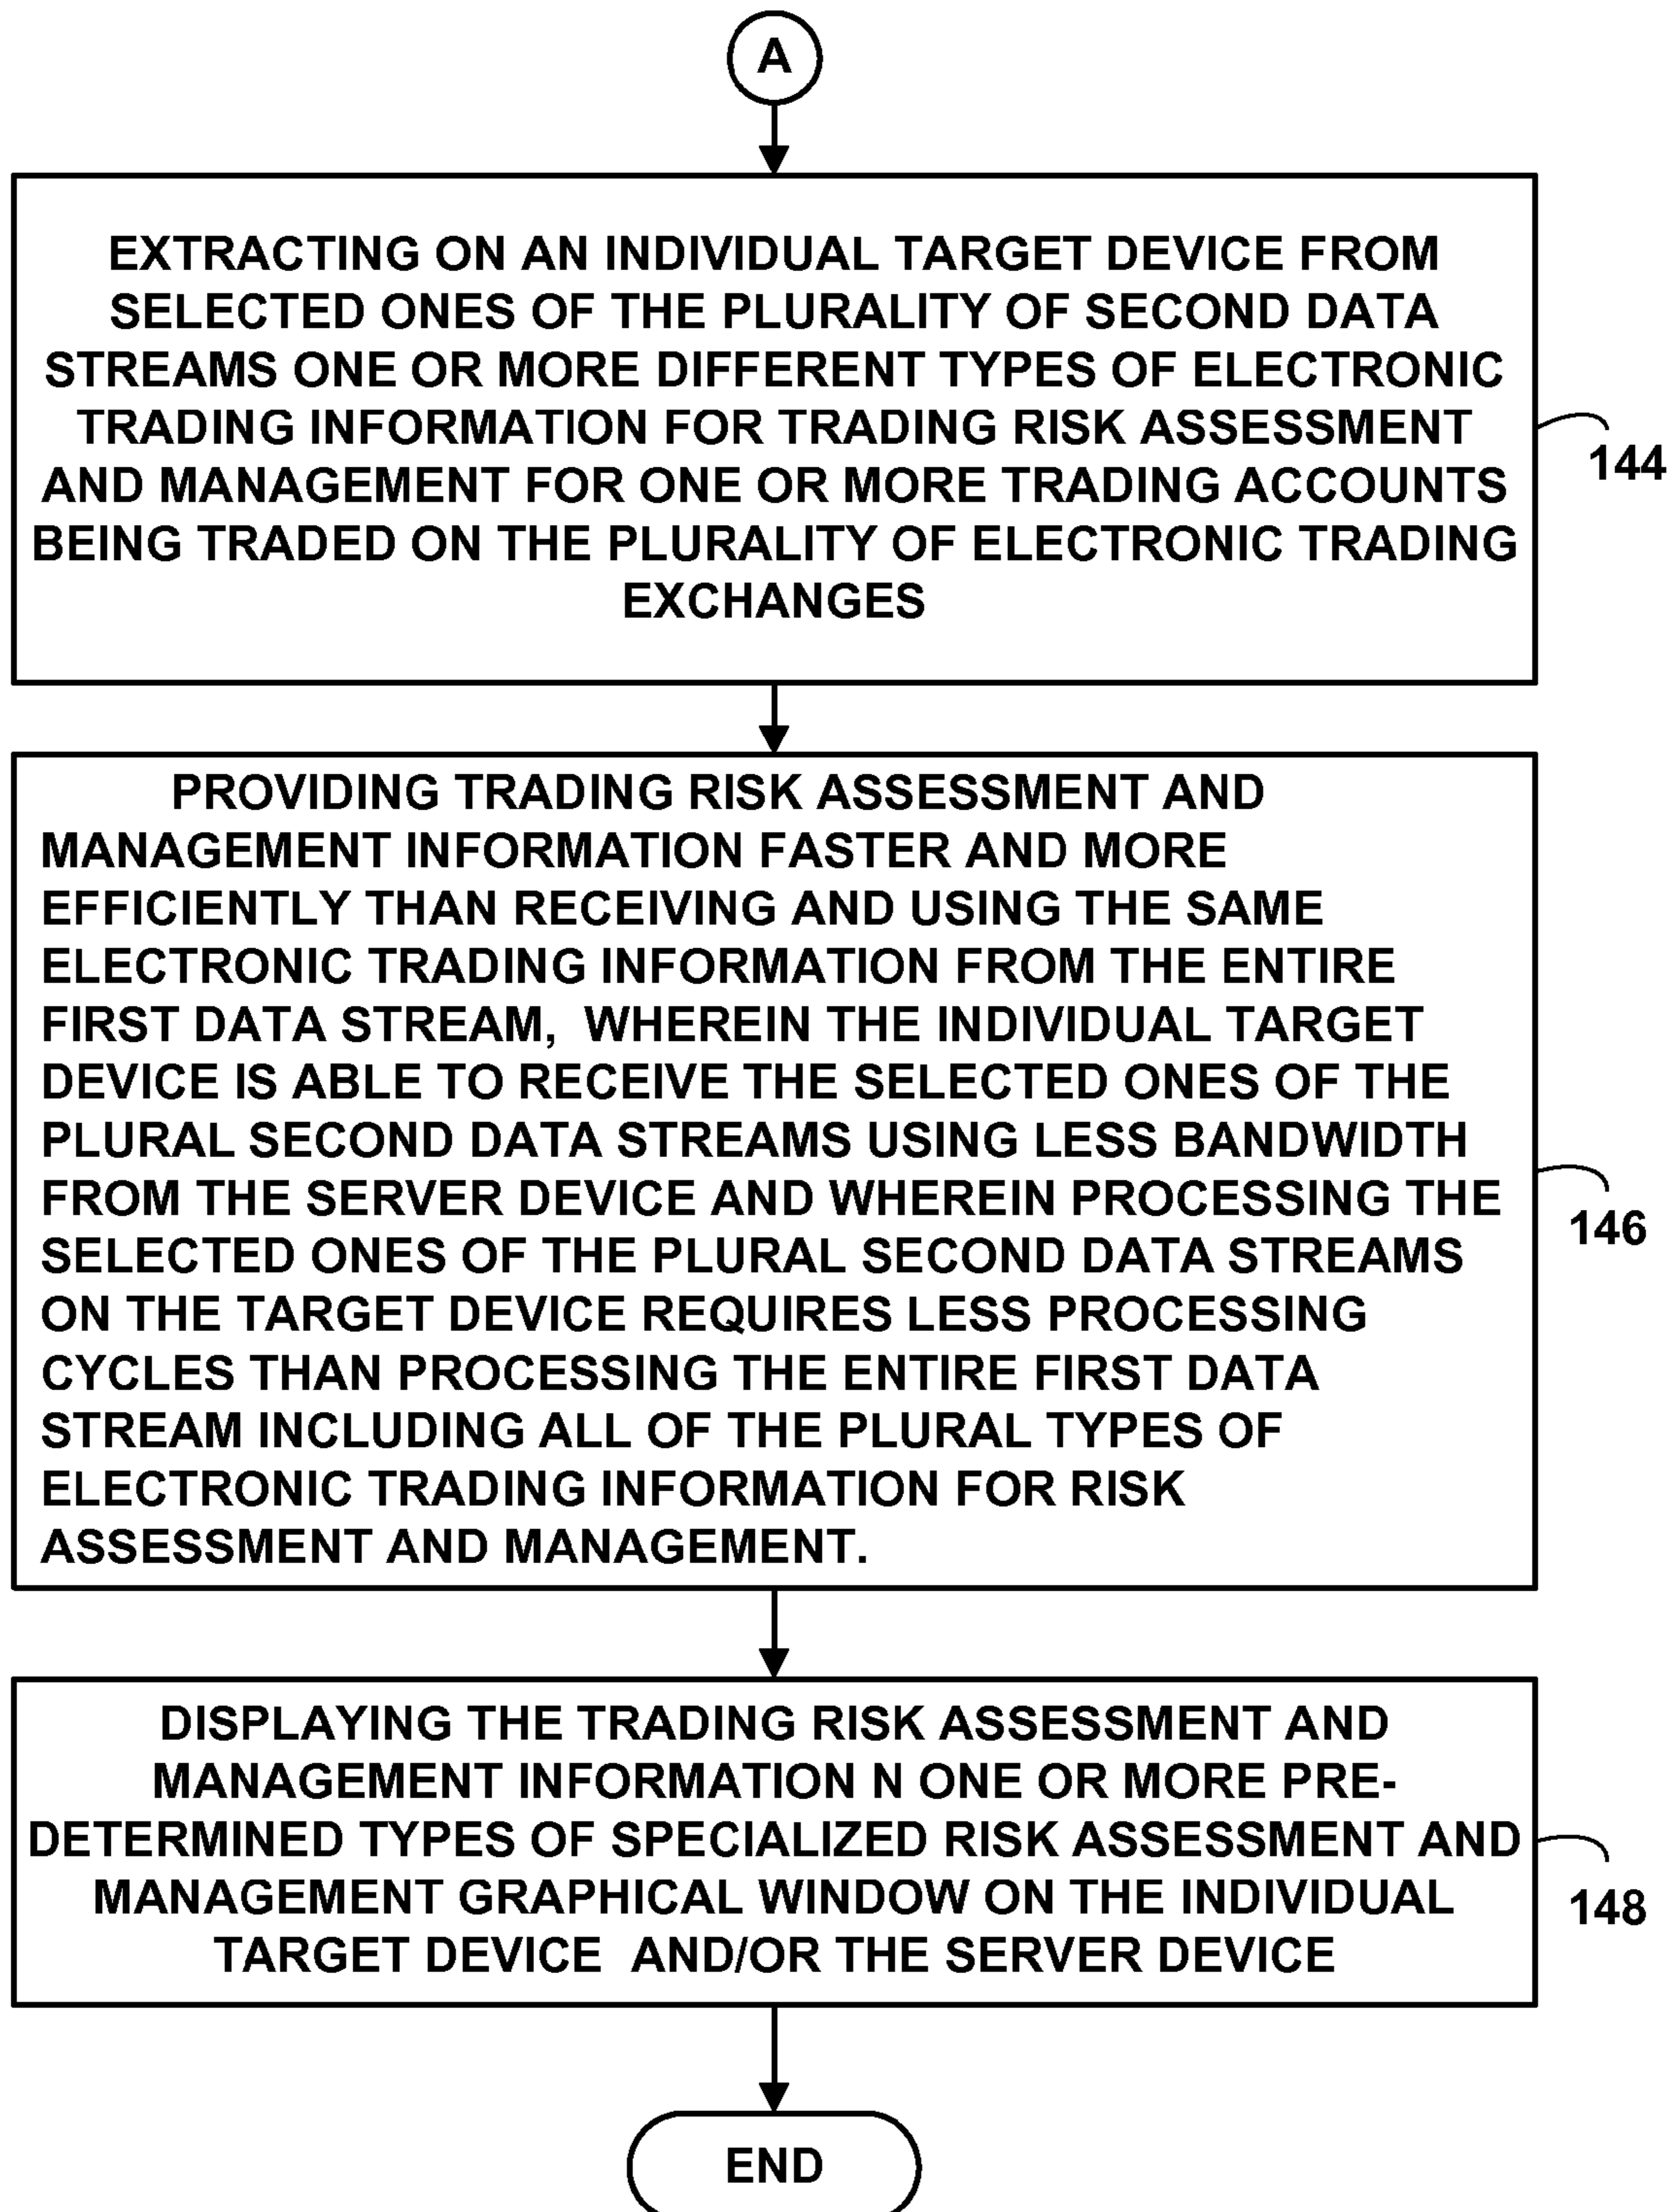 A
EXTRACTING ON AN INDIVIDUAL TARGET DEVICE FROM
SELECTED ONES OF THE PLURALITY OF SECOND DATA
STREAMS ONE OR MORE DIFFERENT TYPES OF ELECTRONIC
TRADING INFORMATION FOR TRADING RISK ASSESSMENT
AND MANAGEMENT FOR ONE OR MORE TRADING ACCOUNTS
BEING TRADED ON THE PLURALITY OF ELECTRONIC TRADING
EXCHANGES
144
PROVIDING TRADING RISK ASSESSMENT AND
MANAGEMENT INFORMATION FASTER AND MORE
EFFICIENTLY THAN RECEIVING AND USING THE SAME
ELECTRONIC TRADING INFORMATION FROM THE ENTIRE
FIRST DATA STREAM, WHEREIN THE INDIVIDUAL TARGET
DEVICE IS ABLE TO RECEIVE THE SELECTED ONES OF THE
PLURAL SECOND DATA STREAMS USING LESS BANDWIDTH
FROM THE SERVER DEVICE AND WHEREIN PROCESSING THE
SELECTED ONES OF THE PLURAL SECOND DATA STREAMS
ON THE TARGET DEVICE REQUIRES LESS PROCESSING
CYCLES THAN PROCESSING THE ENTIRE FIRST DATA
STREAM INCLUDING ALL OF THE PLURAL TYPES OF
ELECTRONIC TRADING INFORMATION FOR RISK
ASSESSMENT AND MANAGEMENT.
146
DISPLAYING THE TRADING RISK ASSESSMENT AND
MANAGEMENT INFORMATION N ONE OR MORE PRE-
DETERMINED TYPES OF SPECIALIZED RISK ASSESSMENT AND
MANAGEMENT GRAPHICAL WINDOW ON THE INDIVIDUAL
TARGET DEVICE AND/OR THE SERVER DEVICE
148
END